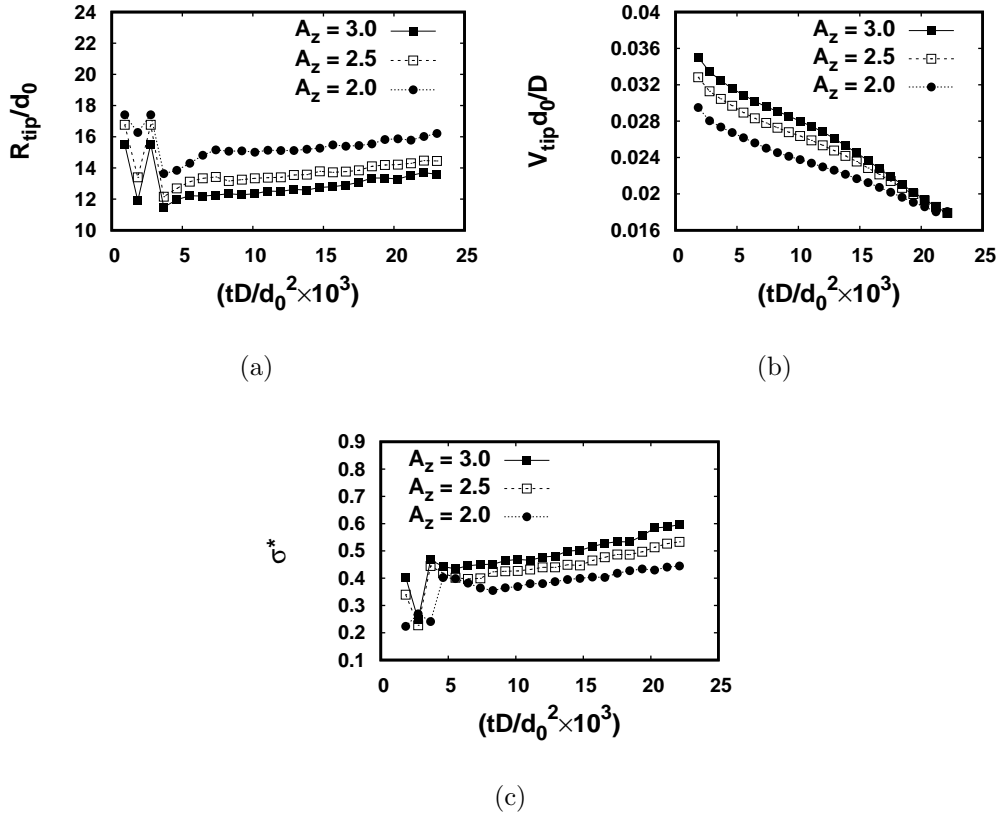 R_tip/d_0
24
22
20
18
16
14
12
10
A_z = 3.0
A_z = 2.5
A_z = 2.0
0 5 10 15 20 25
(tD/d_0^2×10^3)
(a)
V_tip d_0/D
0.04
0.036
0.032
0.028
0.024
0.02
0.016
A_z = 3.0
A_z = 2.5
A_z = 2.0
0 5 10 15 20 25
(tD/d_0^2×10^3)
(b)
σ*
0.9
0.8
0.7
0.6
0.5
0.4
0.3
0.2
0.1
A_z = 3.0
A_z = 2.5
A_z = 2.0
0 5 10 15 20 25
(tD/d_0^2×10^3)
(c)